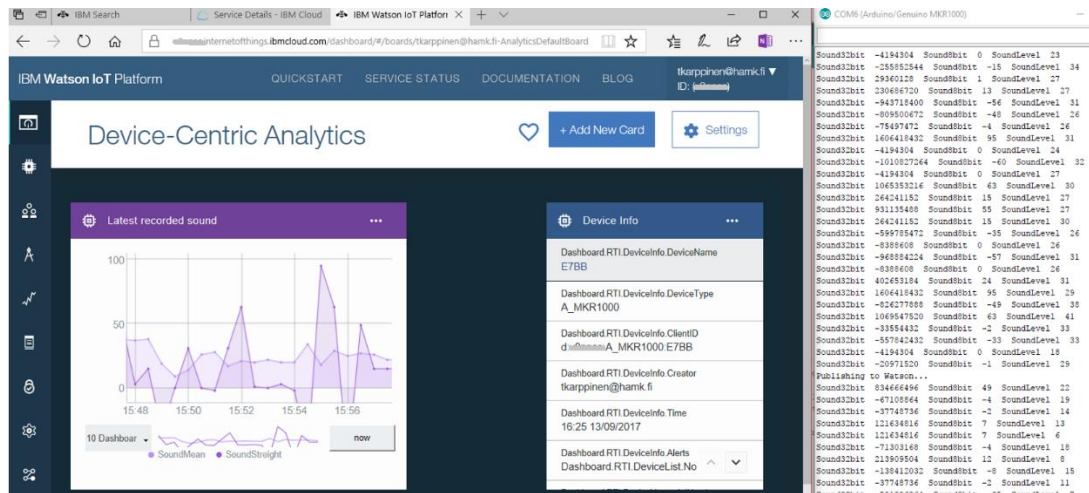 IBM Search
Service Details - IBM Cloud
IBM Watson IoT Platforr
internetofthings.ibmcloud.com/dashboard/#/boards/tkarppinen@hamk.fi-AnalyticsDefaultBoard
IBM Watson IoT Platform
QUICKSTART SERVICE STATUS DOCUMENTATION BLOG
tkarppinen@hamk.fi
ID:
Device-Centric Analytics
+ Add New Card
Settings
Latest recorded sound
100
50
0
15:48 15:50 15:52 15:54 15:56
10 Dashboar
now
SoundMean SoundStreight
Device Info
Dashboard.RTI.DeviceInfo.DeviceName
E7BB
Dashboard.RTI.DeviceInfo.DeviceType
A_MKR1000
Dashboard.RTI.DeviceInfo.ClientID
A_MKR1000:E7BB
Dashboard.RTI.DeviceInfo.Creator
tkarppinen@hamk.fi
Dashboard.RTI.DeviceInfo.Time
16:25 13/09/2017
Dashboard.RTI.DeviceInfo.Alerts
Dashboard.RTI.DeviceList.No
COM6 (Arduino/Genuino MKR1000)
Sound32bit -4194304 Sound8bit 0 SoundLevel 23
Sound32bit -255852544 Sound8bit -15 SoundLevel 34
Sound32bit 29360128 Sound8bit 1 SoundLevel 27
Sound32bit 230686720 Sound8bit 13 SoundLevel 27
Sound32bit -943718400 Sound8bit -56 SoundLevel 31
Sound32bit -809500672 Sound8bit -48 SoundLevel 26
Sound32bit -75497472 Sound8bit -4 SoundLevel 26
Sound32bit 1606418432 Sound8bit 95 SoundLevel 31
Sound32bit -4194304 Sound8bit 0 SoundLevel 24
Sound32bit -1010827264 Sound8bit -60 SoundLevel 32
Sound32bit -4194304 Sound8bit 0 SoundLevel 27
Sound32bit 1065353216 Sound8bit 63 SoundLevel 30
Sound32bit 264241152 Sound8bit 15 SoundLevel 27
Sound32bit 931135488 Sound8bit 55 SoundLevel 27
Sound32bit 264241152 Sound8bit 15 SoundLevel 30
Sound32bit -599785472 Sound8bit -35 SoundLevel 26
Sound32bit -8388608 Sound8bit 0 SoundLevel 26
Sound32bit -968884224 Sound8bit -57 SoundLevel 31
Sound32bit -8388608 Sound8bit 0 SoundLevel 26
Sound32bit 402653184 Sound8bit 24 SoundLevel 31
Sound32bit 1606418432 Sound8bit 95 SoundLevel 29
Sound32bit -826277888 Sound8bit -49 SoundLevel 38
Sound32bit 1069547520 Sound8bit 63 SoundLevel 41
Sound32bit -33554432 Sound8bit -2 SoundLevel 33
Sound32bit -557842432 Sound8bit -33 SoundLevel 33
Sound32bit -4194304 Sound8bit 0 SoundLevel 18
Sound32bit -20971520 Sound8bit -1 SoundLevel 29
Publishing to Watson...
Sound32bit 834666496 Sound8bit 49 SoundLevel 22
Sound32bit -67108864 Sound8bit -4 SoundLevel 19
Sound32bit -37748736 Sound8bit -2 SoundLevel 14
Sound32bit 121634816 Sound8bit 7 SoundLevel 13
Sound32bit 121634816 Sound8bit 7 SoundLevel 6
Sound32bit -71303168 Sound8bit -4 SoundLevel 18
Sound32bit 213909504 Sound8bit 12 SoundLevel 8
Sound32bit -138412032 Sound8bit -8 SoundLevel 15
Sound32bit -37748736 Sound8bit -2 SoundLevel 11